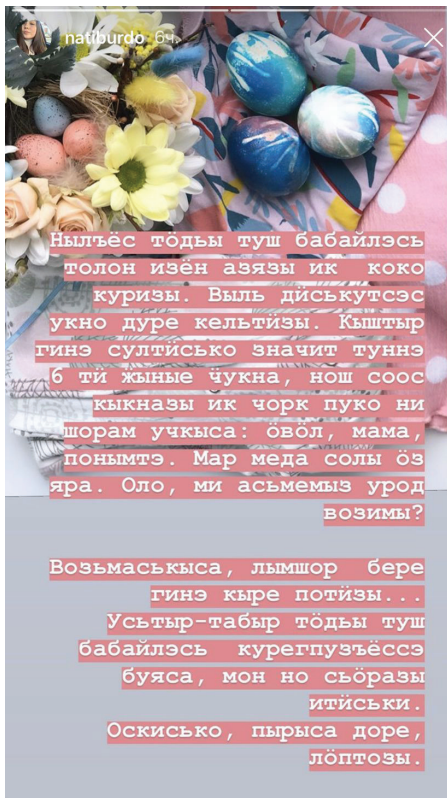 natiburdo 6ч.
Нылъёс тӧдьы туш бабайлэсь
толон изён азязы ик коко
куризы. Выль дӥськутсэс
укно дуре кельтӥзы. Кыштыр
гинэ султӥсько значит туннэ
6 тӥ жыные ӵукна, нош соос
кыкназы ик чорк пуко ни
шорам учкыса: ӧвӧл, мама,
понымтэ. Мар меда солы ӧз
яра. Оло, ми асьмемыз урод
возимы?
Возьмаськыса, лымшор бере
гинэ кыре потӥзы...
Усьтыр-табыр тӧдьы туш
бабайлэсь курегпузъёссэ
буяса, мон но сьӧразы
итӥськи.
Оскисько, пырыса доре,
лӧптозы.